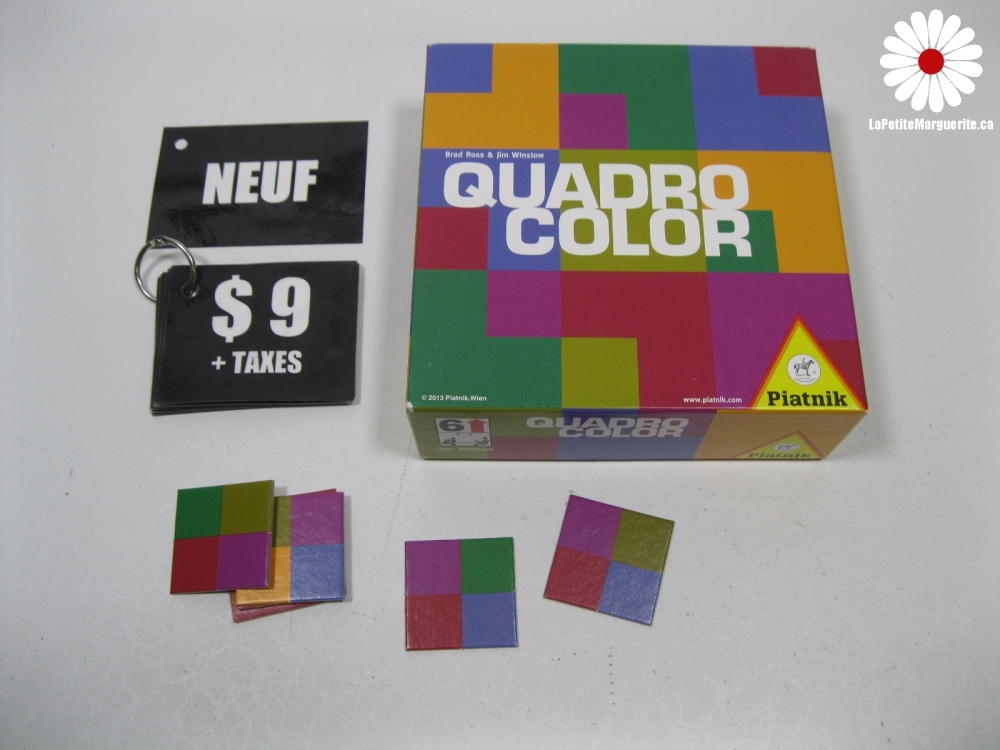 LaPetiteMarguerite.ca
NEUF
$ 9
+ TAXES
Brad Ross & Jim Winslow
QUADRO
COLOR
© 2013 Piatnik,Wien
www.piatnik.com
Piatnik
6
QUADRO
COLOR
Piatnik